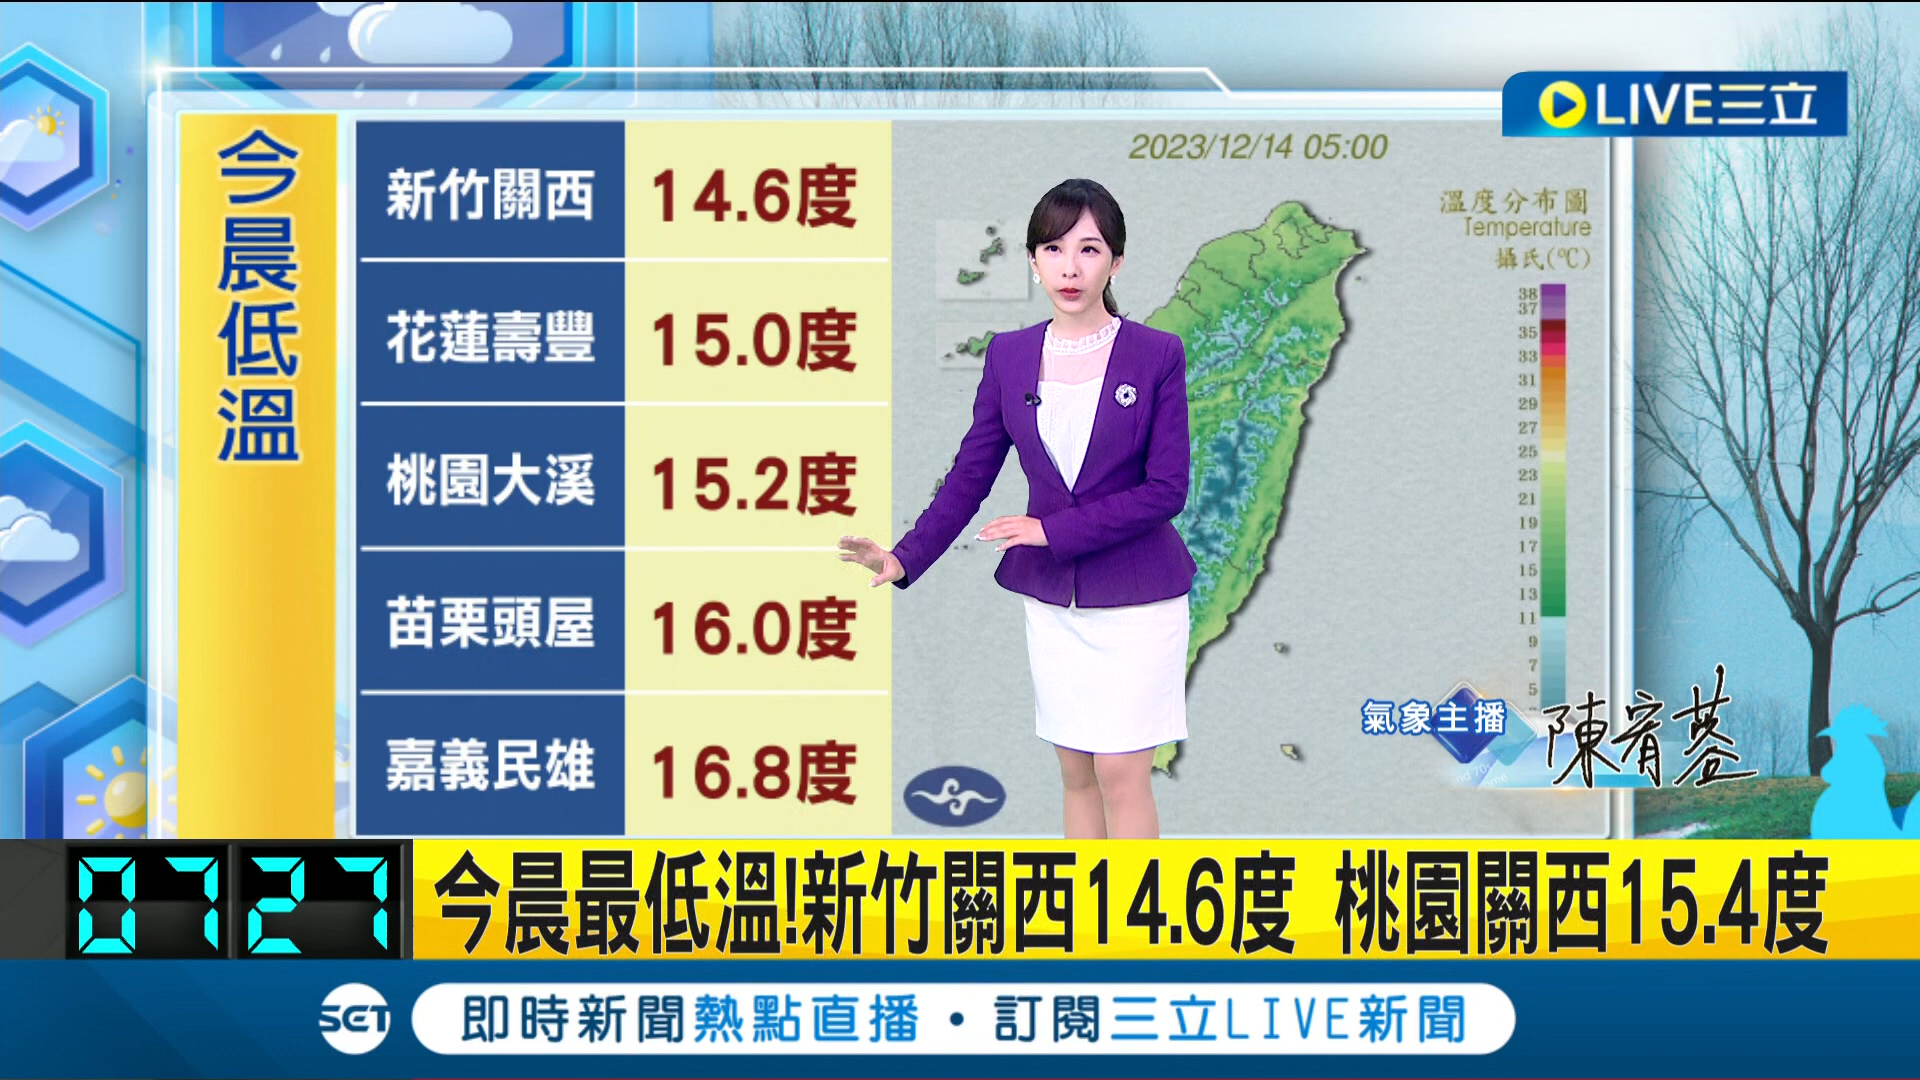 LIVE三立
今晨低溫
新竹關西 14.6度
花蓮壽豐 15.0度
桃園大溪 15.2度
苗栗頭屋 16.0度
嘉義民雄 16.8度
2023/12/14 05:00
溫度分布圖
Temperature
攝氏(℃)
38
37
35
33
31
29
27
25
23
21
19
17
15
13
11
9
7
5
氣象主播
陳宥蓉
0727
今晨最低溫!新竹關西14.6度 桃園關西15.4度
SET
即時新聞熱點直播・訂閱三立LIVE新聞